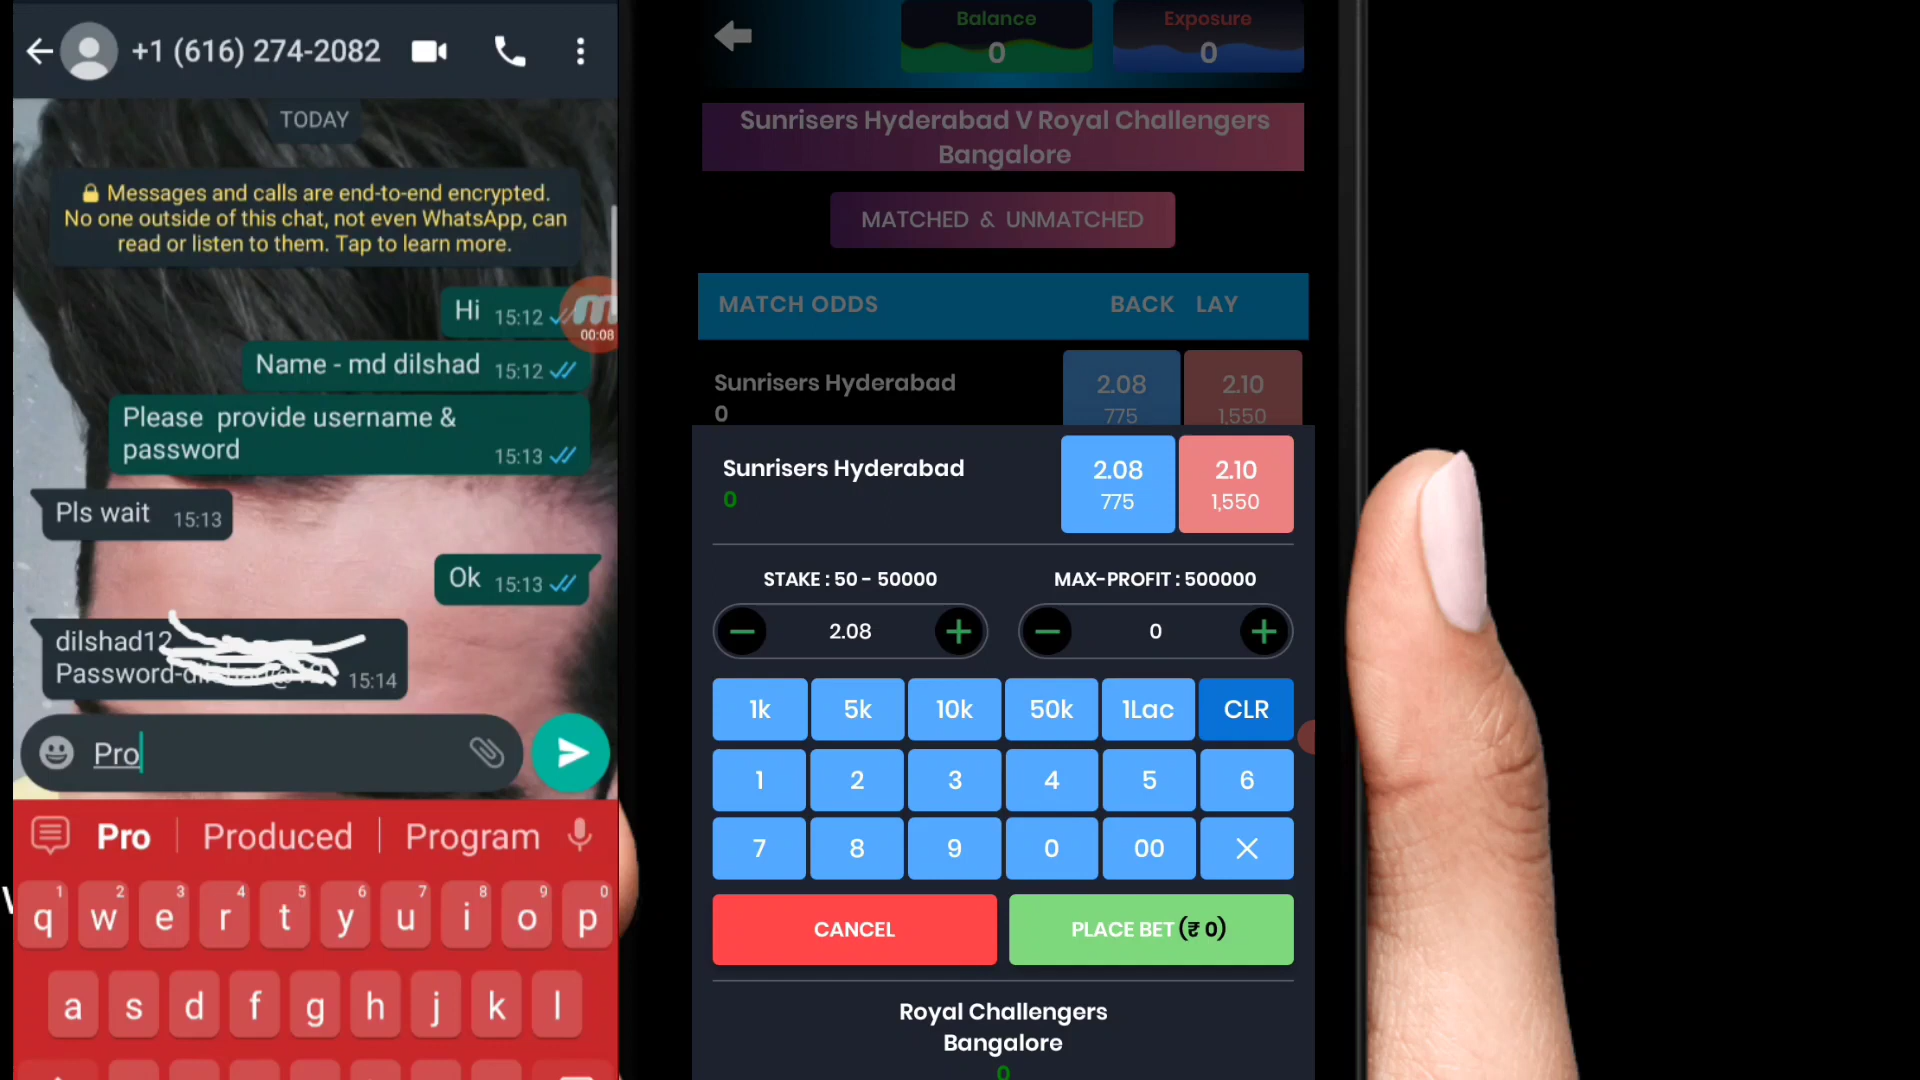 +1 (616) 274-2082
TODAY
Messages and calls are end-to-end encrypted.
No one outside of this chat, not even WhatsApp, can
read or listen to them. Tap to learn more.
Hi 15:12
00:08
Name - md dilshad 15:12
Please provide username &
password 15:13
Pls wait 15:13
Ok 15:13
dilshad12
Password- 15:14
Pro
Pro Produced Program
1 2 3 4 5 6 7 8 9 0
q w e r t y u i o p
a s d f g h j k l
Balance Exposure
0 0
Sunrisers Hyderabad V Royal Challengers
Bangalore
MATCHED & UNMATCHED
MATCH ODDS BACK LAY
Sunrisers Hyderabad 2.08 2.10
0 775 1,550
Sunrisers Hyderabad 2.08 2.10
0 775 1,550
STAKE : 50 - 50000 MAX-PROFIT : 500000
− 2.08 + − 0 +
1k 5k 10k 50k 1Lac CLR
1 2 3 4 5 6
7 8 9 0 00 X
CANCEL PLACE BET (₹ 0)
Royal Challengers
Bangalore
0